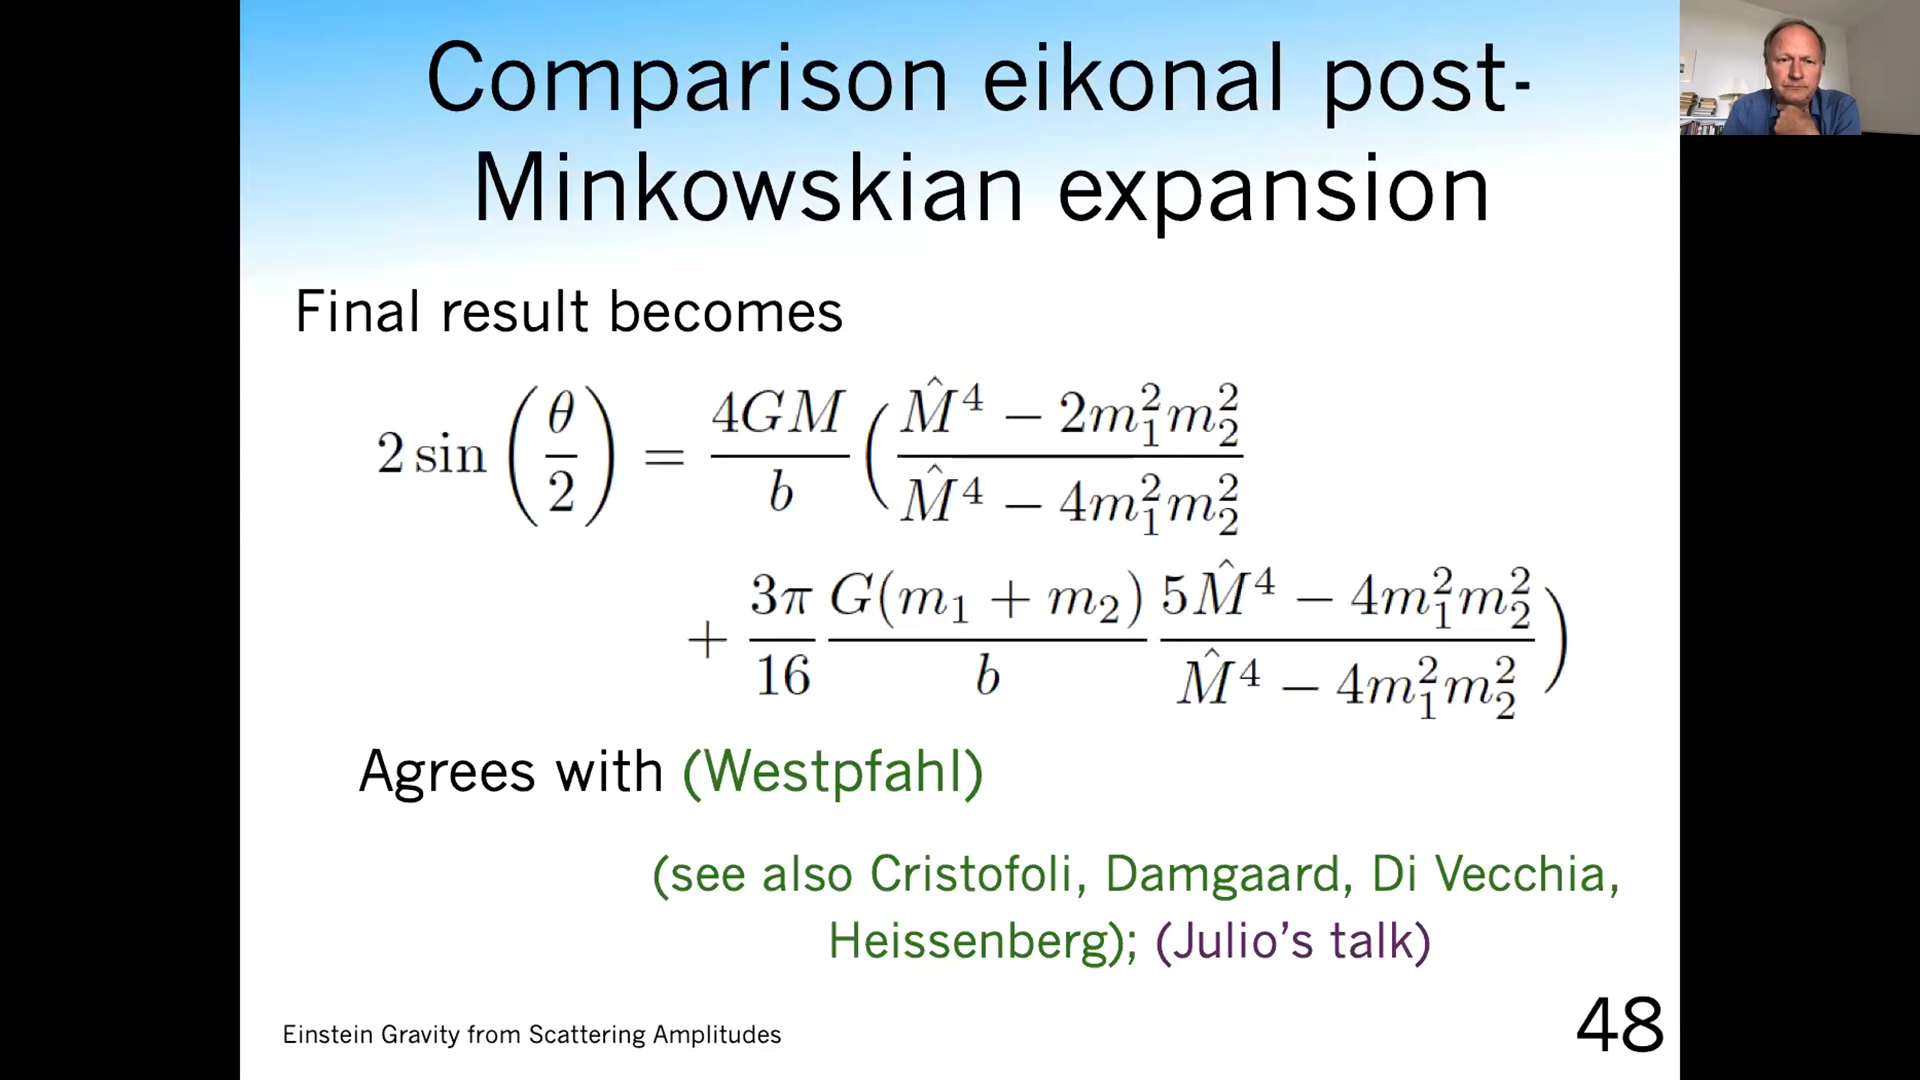 Comparison eikonal post-
Minkowskian expansion
Final result becomes
2 sin (θ/2) = 4GM/b ( (M̂⁴ − 2m₁²m₂²)/(M̂⁴ − 4m₁²m₂²)
+ 3π/16 G(m₁ + m₂)/b (5M̂⁴ − 4m₁²m₂²)/(M̂⁴ − 4m₁²m₂²) )
Agrees with (Westpfahl)
(see also Cristofoli, Damgaard, Di Vecchia,
Heissenberg); (Julio’s talk)
Einstein Gravity from Scattering Amplitudes
48